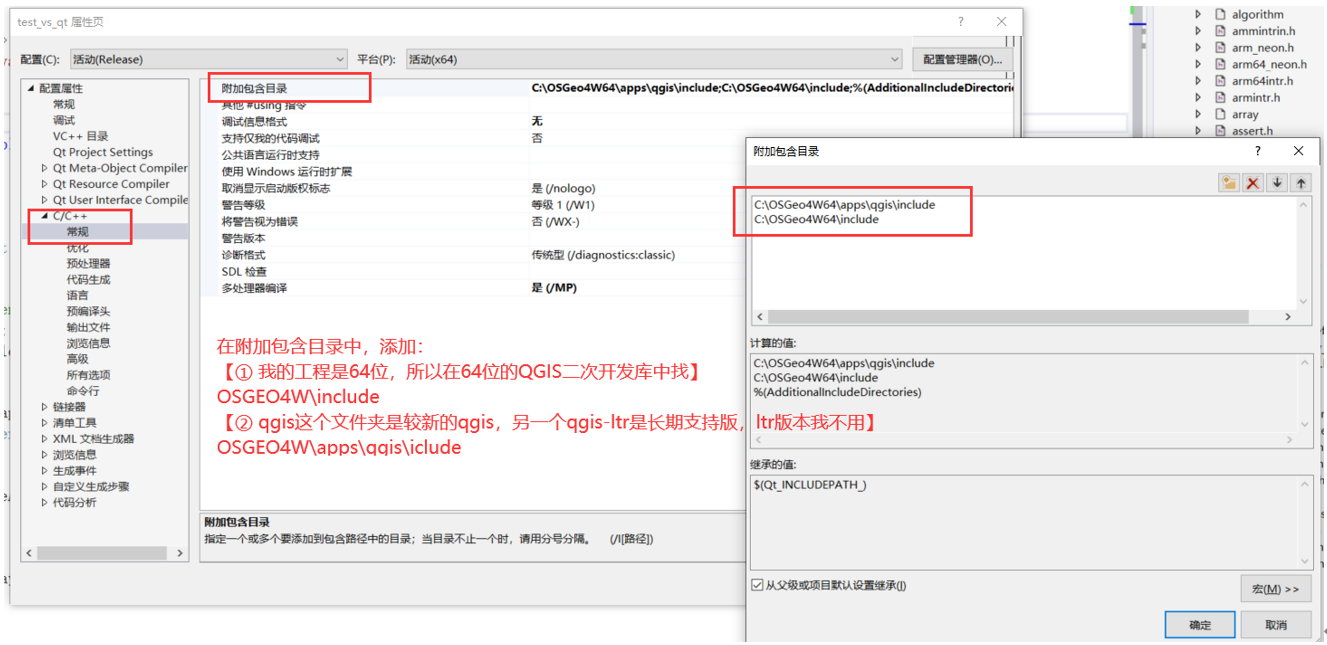 test_vs_qt 属性页
?
配置(C):
活动(Release)
平台(P):
活动(x64)
配置管理器(O)...
配置属性
常规
调试
VC++ 目录
Qt Project Settings
Qt Meta-Object Compiler
Qt Resource Compiler
Qt User Interface Compile
C/C++
常规
优化
预处理器
代码生成
语言
预编译头
输出文件
浏览信息
高级
所有选项
命令行
链接器
清单工具
XML 文档生成器
浏览信息
生成事件
自定义生成步骤
代码分析
附加包含目录 C:\OSGeo4W64\apps\qgis\include;C:\OSGeo4W64\include;%(AdditionalIncludeDirectorie
其他 #using 指令
调试信息格式 无
支持仅我的代码调试 否
公共语言运行时支持
使用 Windows 运行时扩展
取消显示启动版权标志 是 (/nologo)
警告等级 等级 1 (/W1)
将警告视为错误 否 (/WX-)
警告版本
诊断格式 传统型 (/diagnostics:classic)
SDL 检查
多处理器编译 是 (/MP)
在附加包含目录中，添加：
【① 我的工程是64位，所以在64位的QGIS二次开发库中找】
OSGEO4W\include
【② qgis这个文件夹是较新的qgis，另一个qgis-ltr是长期支持版，ltr版本我不用】
OSGEO4W\apps\qgis\iclude
附加包含目录
指定一个或多个要添加到包含路径中的目录；当目录不止一个时，请用分号分隔。 (/I[路径])
附加包含目录
?
C:\OSGeo4W64\apps\qgis\include
C:\OSGeo4W64\include
计算的值:
C:\OSGeo4W64\apps\qgis\include
C:\OSGeo4W64\include
%(AdditionalIncludeDirectories)
继承的值:
$(Qt_INCLUDEPATH_)
从父级或项目默认设置继承(I)
宏(M) >>
确定
取消
algorithm
ammintrin.h
arm_neon.h
arm64_neon.h
arm64intr.h
armintr.h
array
assert.h